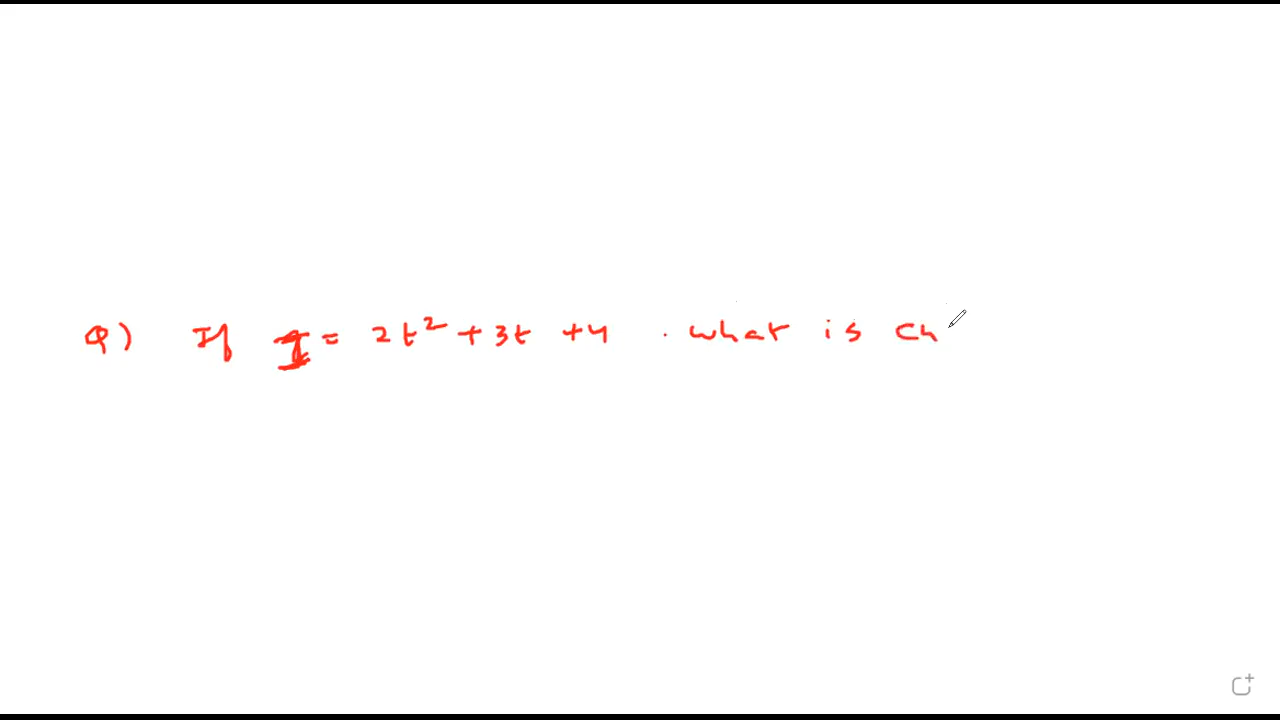 Q) If I = 2t² + 3t + 4 . what is ch